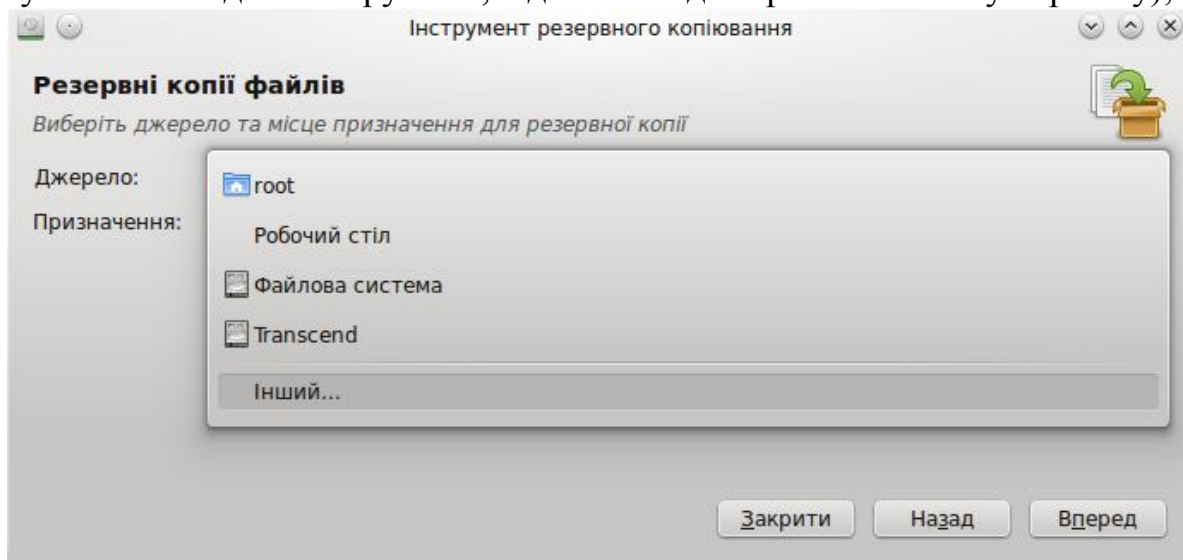 Інструмент резервного копіювання
Резервні копії файлів
Виберіть джерело та місце призначення для резервної копії
Джерело:
root
Призначення:
Робочий стіл
Файлова система
Transcend
Інший...
Закрити Назад Вперед